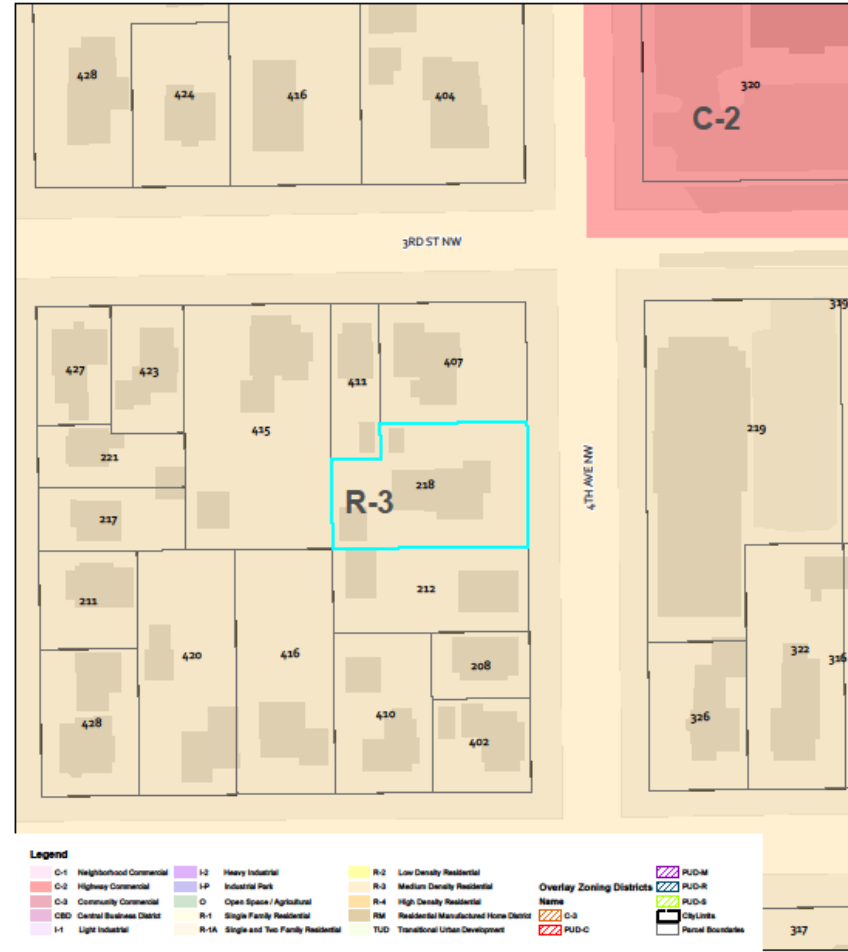 428
424
416
404
320
C-2
3RD ST NW
319
427
423
415
411
407
219
221
218
R-3
4TH AVE NW
217
211
212
420
416
208
322
316
428
410
402
326
Legend
C-1 Neighborhood Commercial
C-2 Highway Commercial
C-3 Community Commercial
CBD Central Business District
I-1 Light Industrial
I-2 Heavy Industrial
I-P Industrial Park
O Open Space / Agricultural
R-1 Single Family Residential
R-1A Single and Two Family Residential
R-2 Low Density Residential
R-3 Medium Density Residential
R-4 High Density Residential
RM Residential Manufactured Home District
TUD Transitional Urban Development
Overlay Zoning Districts
Name
C-3
PUD-C
PUD-M
PUD-R
PUD-S
CityLimits
Parcel Boundaries
317